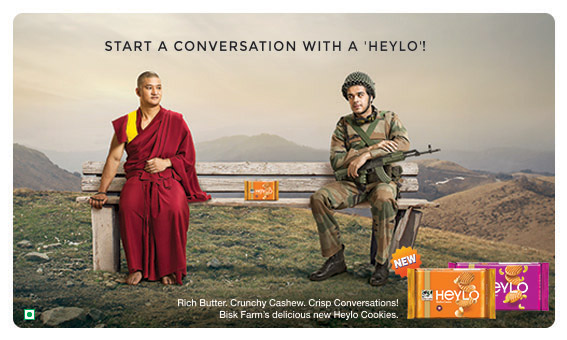 START A CONVERSATION WITH A 'HEYLO'!
HEYLO
NEW
HEYLO
Rich Butter. Crunchy Cashew. Crisp Conversations!
Bisk Farm's delicious new Heylo Cookies.